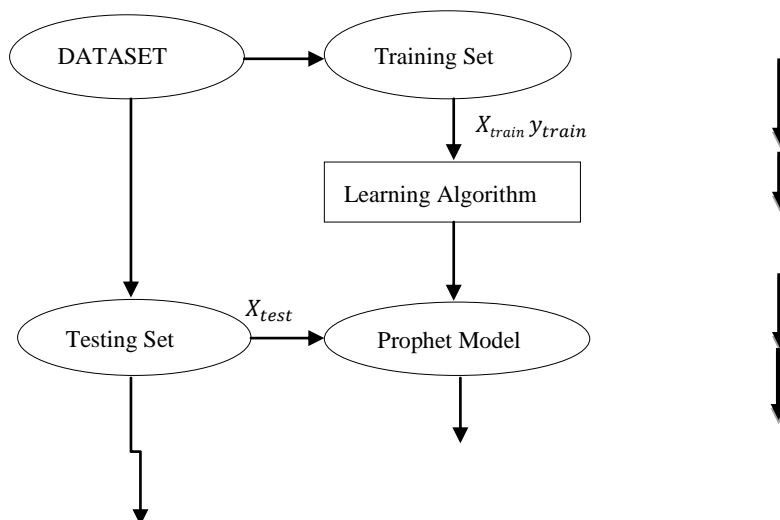 DATASET
Training Set
X_train y_train
Learning Algorithm
X_test
Testing Set
Prophet Model